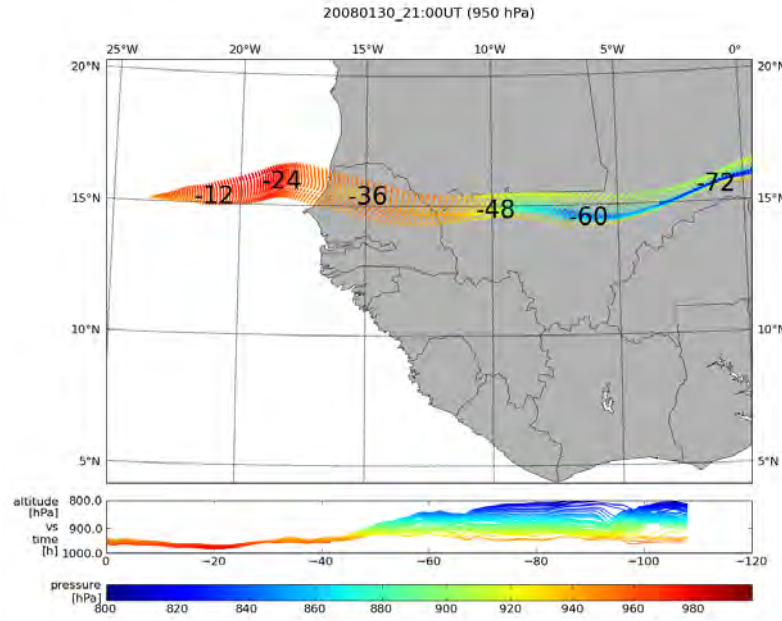 20080130_21:00UT (950 hPa)
25°W 20°W 15°W 10°W 5°W 0°
20°N 20°N
-12 -24 -36 -48 -60 -72
15°N 15°N
10°N 10°N
5°N 5°N
altitude
[hPa]
vs
time
[h]
800.0
900.0
1000.0
0 −20 −40 −60 −80 −100 −120
pressure
[hPa]
800 820 840 860 880 900 920 940 960 980